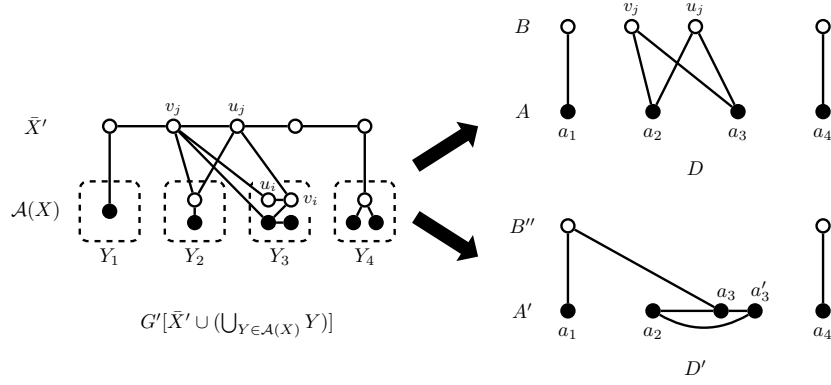 B v_j u_j
A
a_1 a_2 a_3 a_4
D
X̄′ v_j u_j
𝒜(X) u_i v_i
Y_1 Y_2 Y_3 Y_4
G′[X̄′ ∪ (⋃_{Y∈𝒜(X)} Y)]
B″
a_3 a′_3
A′
a_1 a_2 a_4
D′